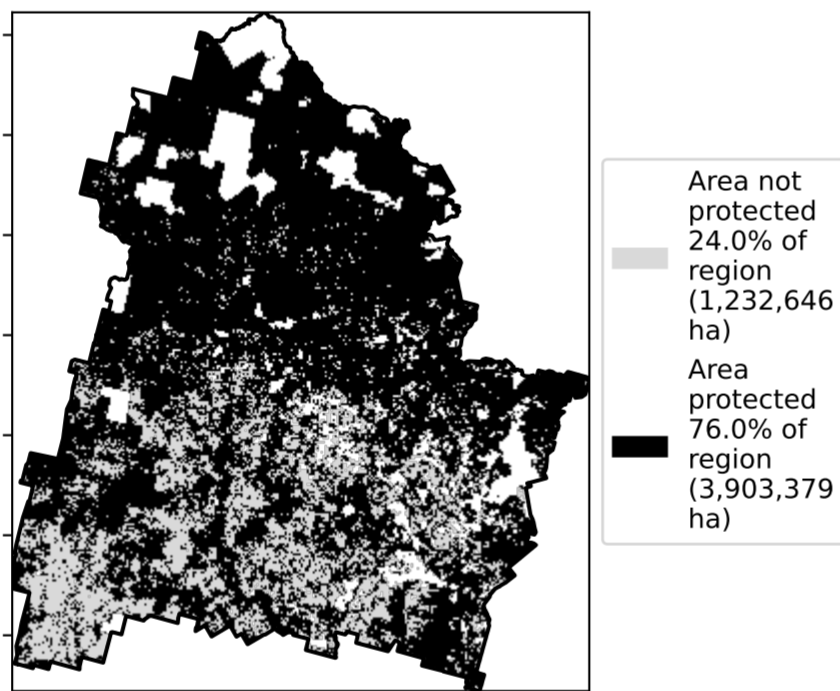 Area not
protected
24.0% of
region
(1,232,646
ha)
Area
protected
76.0% of
region
(3,903,379
ha)